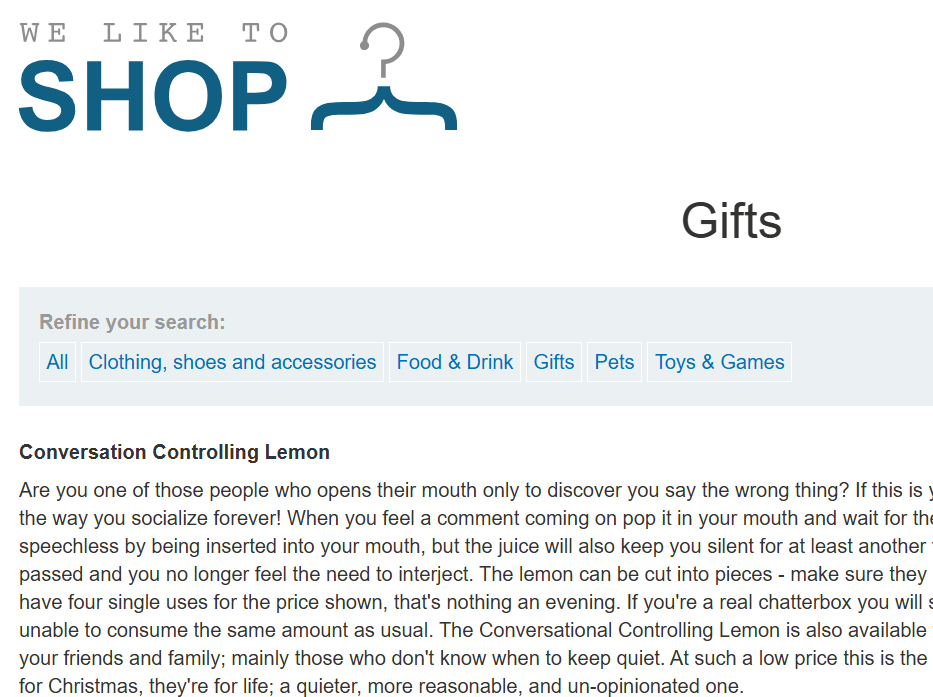 WE LIKE TO
SHOP
Gifts
Refine your search:
All Clothing, shoes and accessories Food & Drink Gifts Pets Toys & Games
Conversation Controlling Lemon
Are you one of those people who opens their mouth only to discover you say the wrong thing? If this is
the way you socialize forever! When you feel a comment coming on pop it in your mouth and wait for
speechless by being inserted into your mouth, but the juice will also keep you silent for at least another
passed and you no longer feel the need to interject. The lemon can be cut into pieces - make sure they
have four single uses for the price shown, that's nothing an evening. If you're a real chatterbox you will
unable to consume the same amount as usual. The Conversational Controlling Lemon is also available
your friends and family; mainly those who don't know when to keep quiet. At such a low price this is the
for Christmas, they're for life; a quieter, more reasonable, and un-opinionated one.